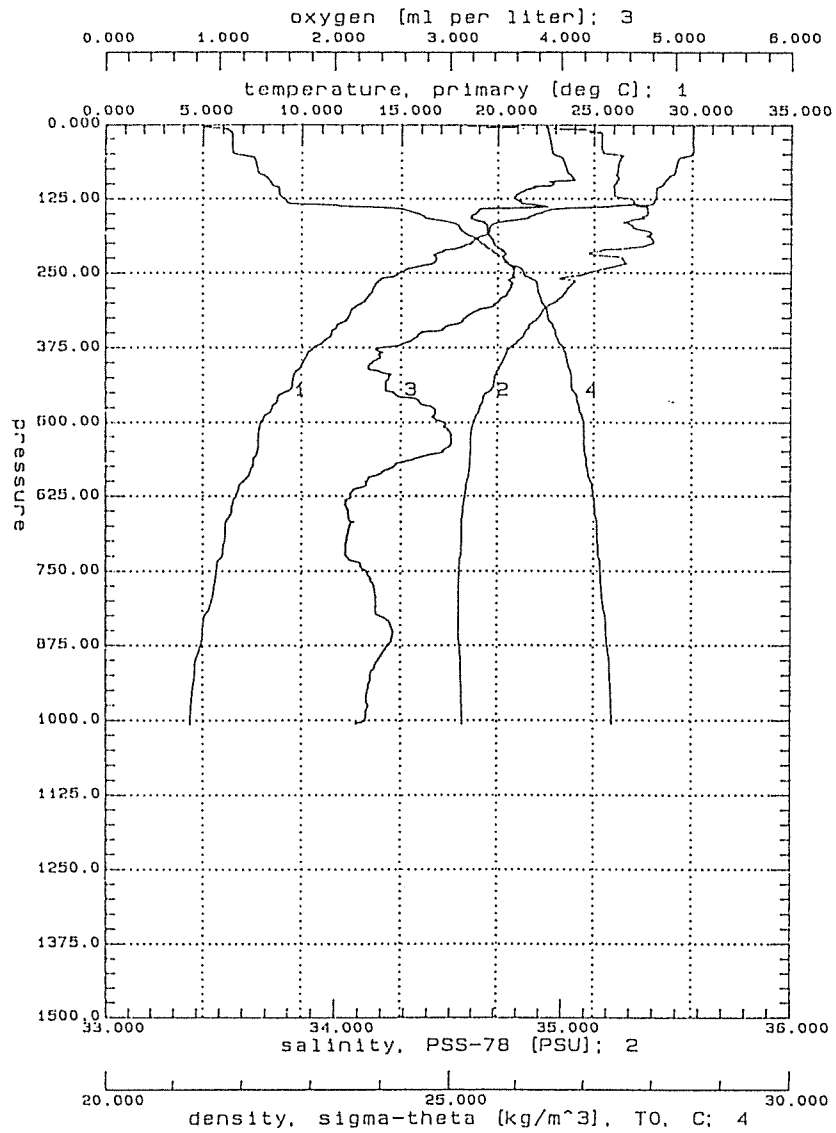 oxygen [ml per liter]; 3
0.000 1.000 2.000 3.000 4.000 5.000 6.000
temperature, primary [deg C]; 1
0.000 5.000 10.000 15.000 20.000 25.000 30.000 35.000
0.000
125.00
250.00
375.00
1 3 2 4
500.00
pressure
625.00
750.00
875.00
1000.0
1125.0
1250.0
1375.0
1500.0
33.000 34.000 35.000 36.000
salinity, PSS-78 [PSU]; 2
20.000 25.000 30.000
density, sigma-theta [kg/m^3], T0, C; 4